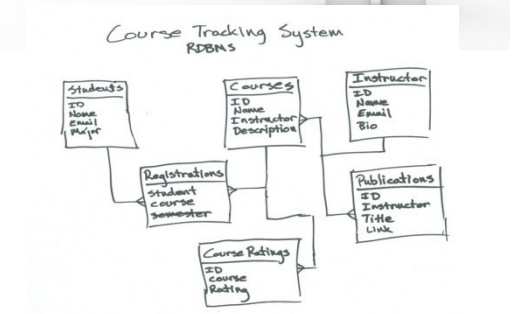 Course Tracking System
RDBMS
Students
ID
Name
Email
Major
Courses
ID
Name
Instructor
Description
Instructor
ID
Name
Email
Bio
Registrations
Student
course
semester
Publications
ID
Instructor
Title
Link
Course Ratings
ID
course
Rating